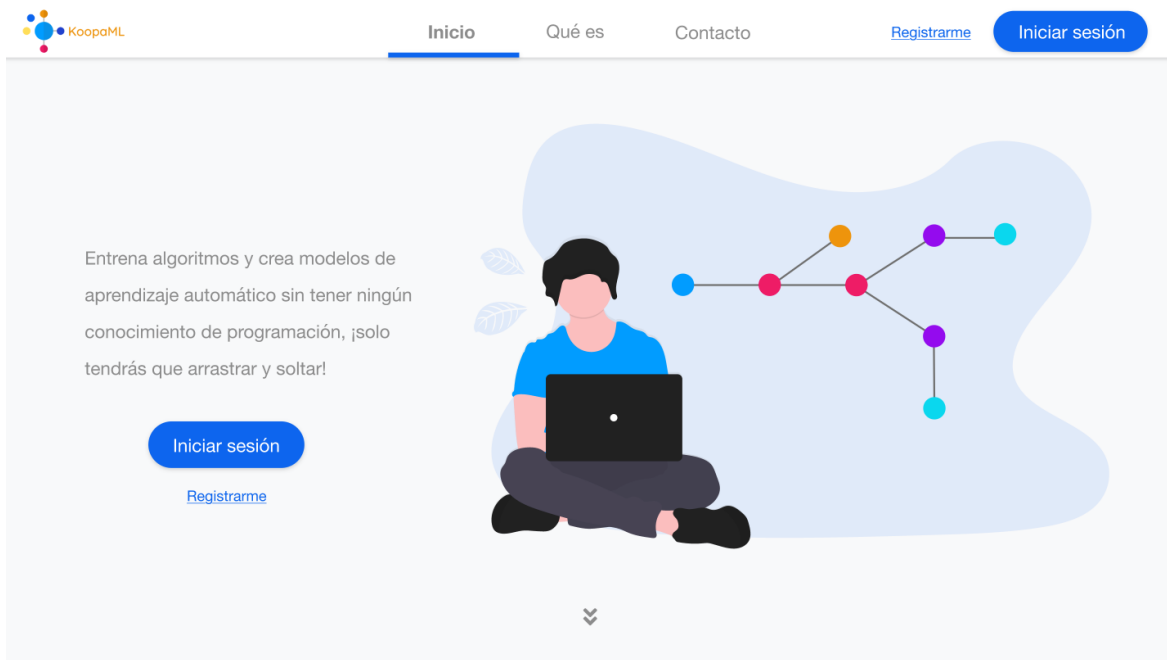 KoopaML
Inicio
Qué es
Contacto
Registrarme
Iniciar sesión
Entrena algoritmos y crea modelos de
aprendizaje automático sin tener ningún
conocimiento de programación, ¡solo
tendrás que arrastrar y soltar!
Iniciar sesión
Registrarme